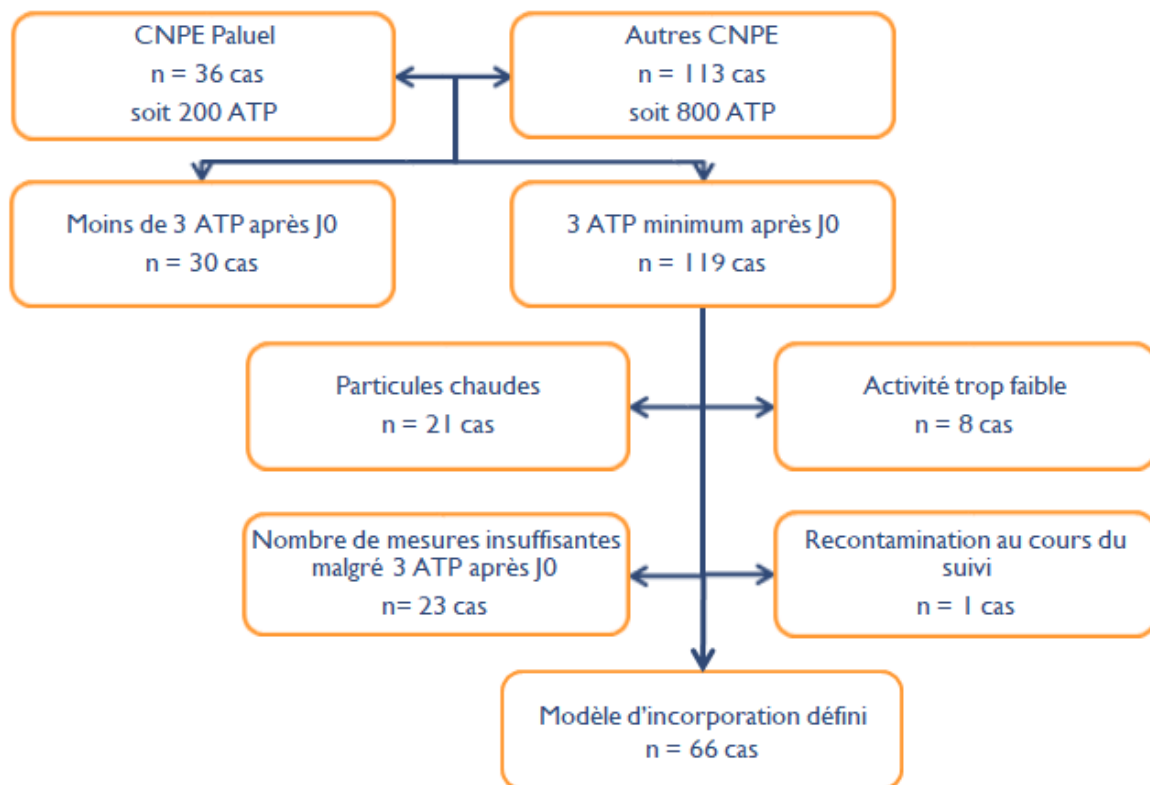 CNPE Paluel
n = 36 cas
soit 200 ATP
Autres CNPE
n = 113 cas
soit 800 ATP
Moins de 3 ATP après J0
n = 30 cas
3 ATP minimum après J0
n = 119 cas
Particules chaudes
n = 21 cas
Activité trop faible
n = 8 cas
Nombre de mesures insuffisantes
malgré 3 ATP après J0
n= 23 cas
Recontamination au cours du
suivi
n = 1 cas
Modèle d'incorporation défini
n = 66 cas